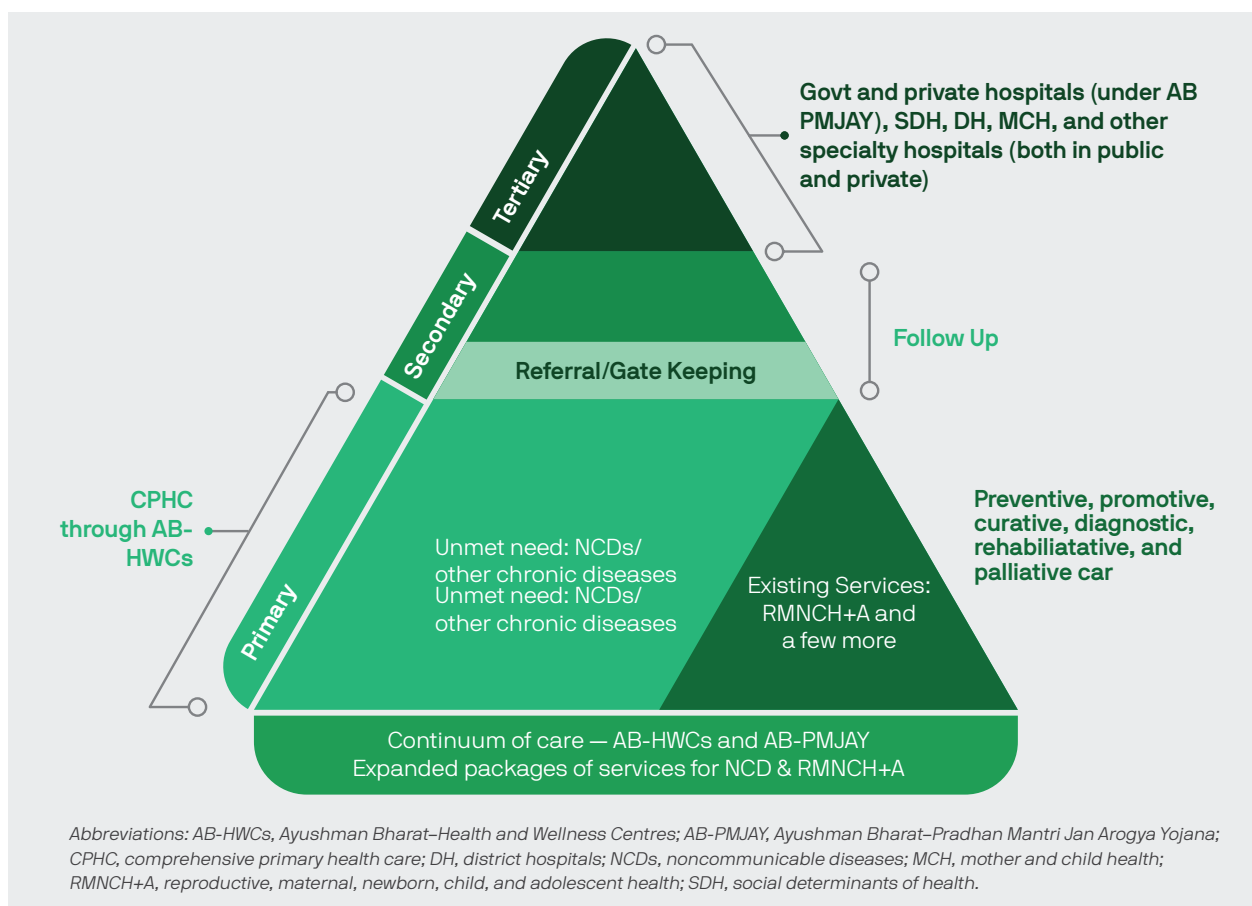 Govt and private hospitals (under AB
PMJAY), SDH, DH, MCH, and other
specialty hospitals (both in public
and private)
Tertiary
Secondary
Follow Up
Referral/Gate Keeping
CPHC
through AB-
HWCs
Primary
Unmet need: NCDs/
other chronic diseases
Unmet need: NCDs/
other chronic diseases
Existing Services:
RMNCH+A and
a few more
Preventive, promotive,
curative, diagnostic,
rehabiliatative, and
palliative car
Continuum of care — AB-HWCs and AB-PMJAY
Expanded packages of services for NCD & RMNCH+A
Abbreviations: AB-HWCs, Ayushman Bharat–Health and Wellness Centres; AB-PMJAY, Ayushman Bharat–Pradhan Mantri Jan Arogya Yojana;
CPHC, comprehensive primary health care; DH, district hospitals; NCDs, noncommunicable diseases; MCH, mother and child health;
RMNCH+A, reproductive, maternal, newborn, child, and adolescent health; SDH, social determinants of health.